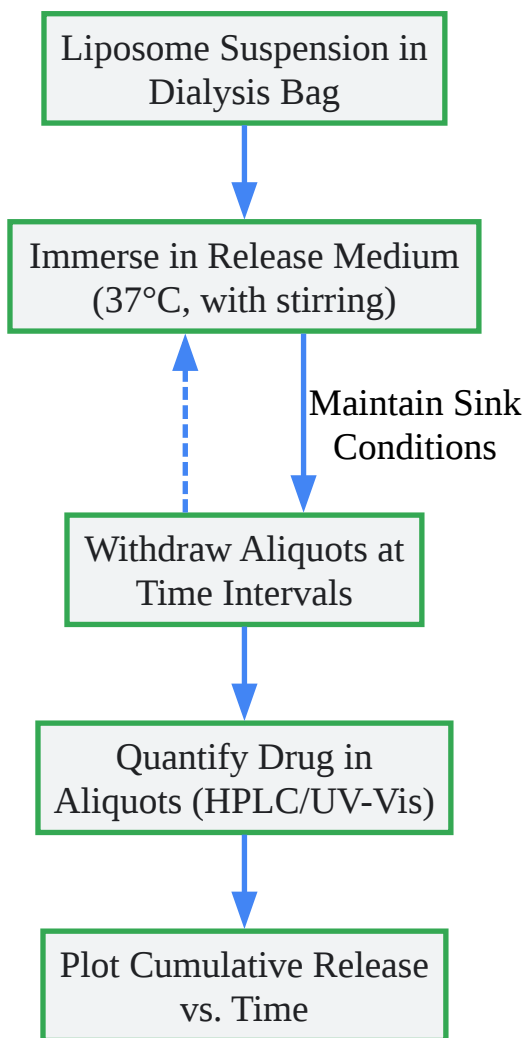 Liposome Suspension in
Dialysis Bag
Immerse in Release Medium
(37°C, with stirring)
Maintain Sink
Conditions
Withdraw Aliquots at
Time Intervals
Quantify Drug in
Aliquots (HPLC/UV-Vis)
Plot Cumulative Release
vs. Time